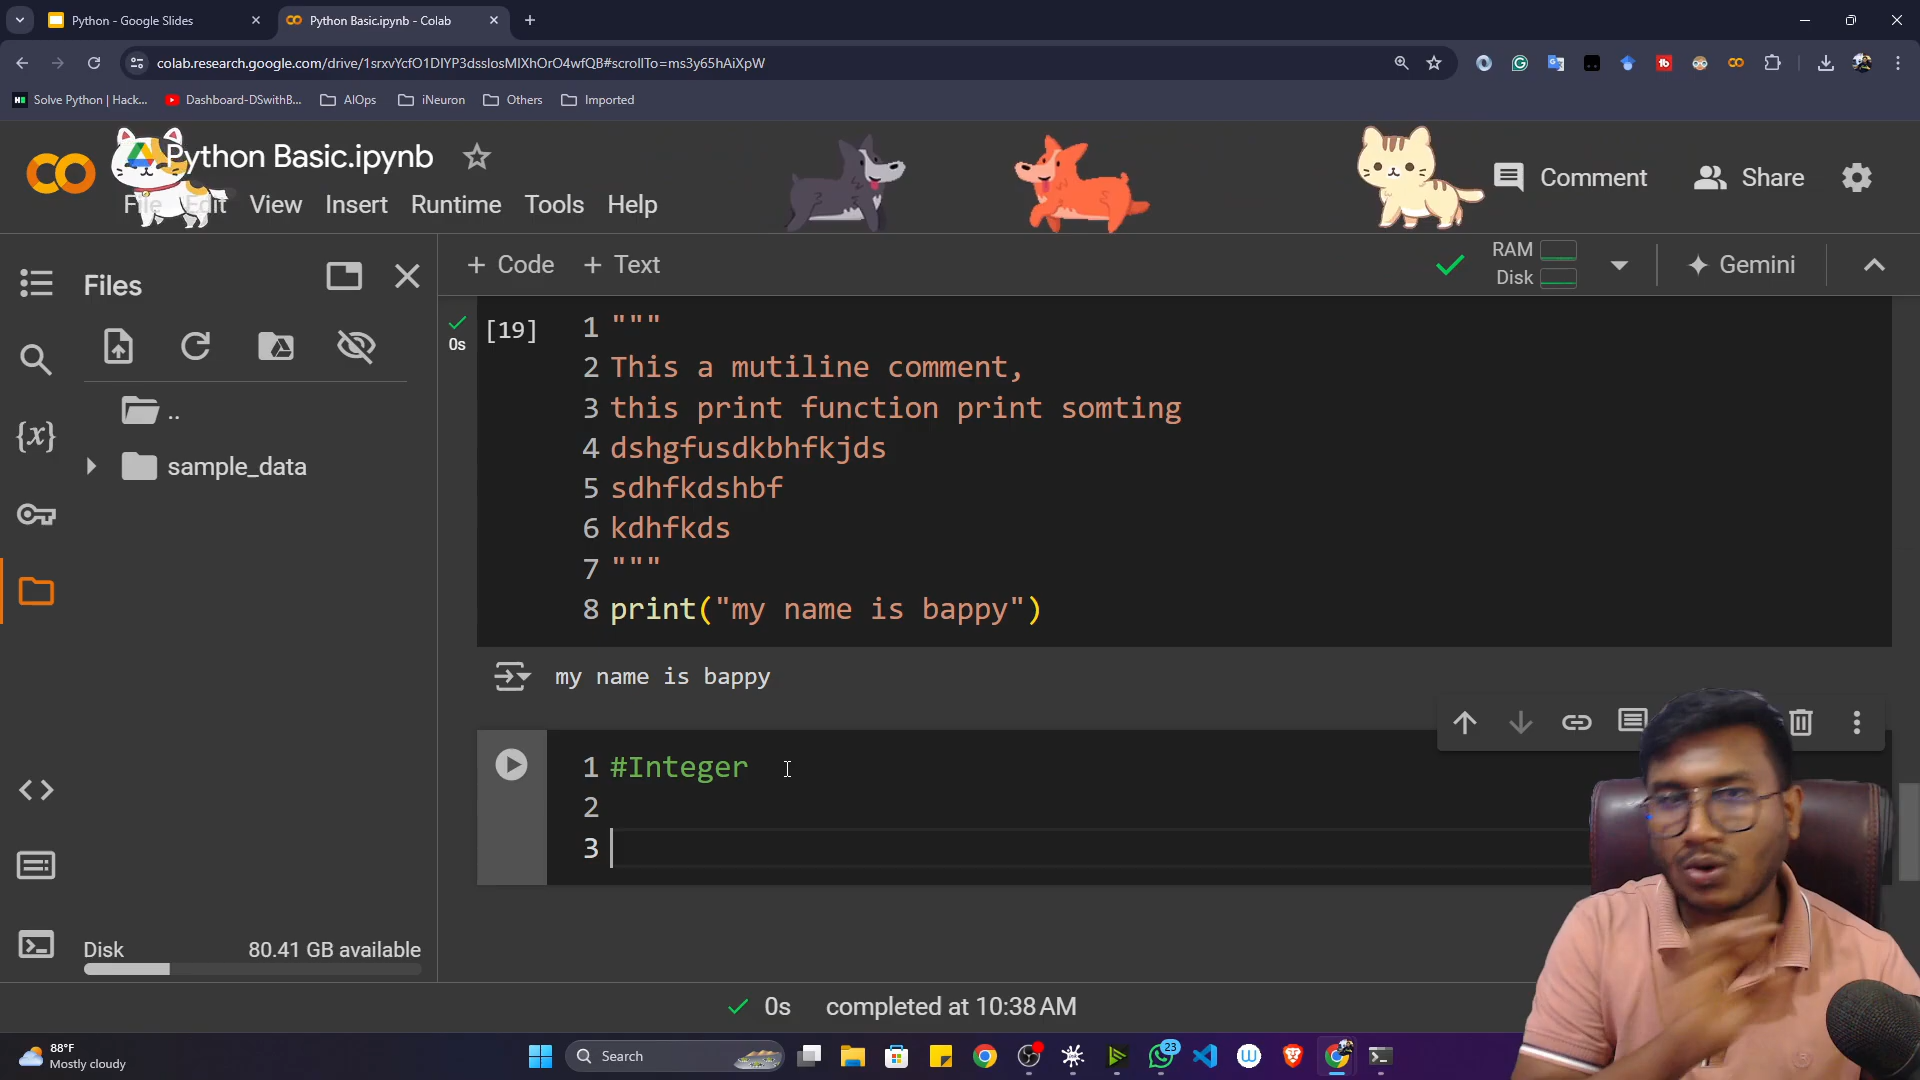 Python - Google Slides
Python Basic.ipynb - Colab
colab.research.google.com/drive/1srxvYcfO1DIYP3dssIosMIXhOrO4wfQB#scrollTo=ms3y65hAiXpW
Solve Python | Hack...
Dashboard-DSwithB...
AIOps
iNeuron
Others
Imported
Python Basic.ipynb
File Edit View Insert Runtime Tools Help
Comment
Share
Files
+ Code + Text
RAM
Disk
Gemini
..
sample_data
{x}
0s
[19]
1 """
2 This a mutiline comment,
3 this print function print somting
4 dshgfusdkbhfkjds
5 sdhfkdshbf
6 kdhfkds
7 """
8 print("my name is bappy")
my name is bappy
1 #Integer
2
3
Disk 80.41 GB available
0s completed at 10:38 AM
88°F
Mostly cloudy
Search
23